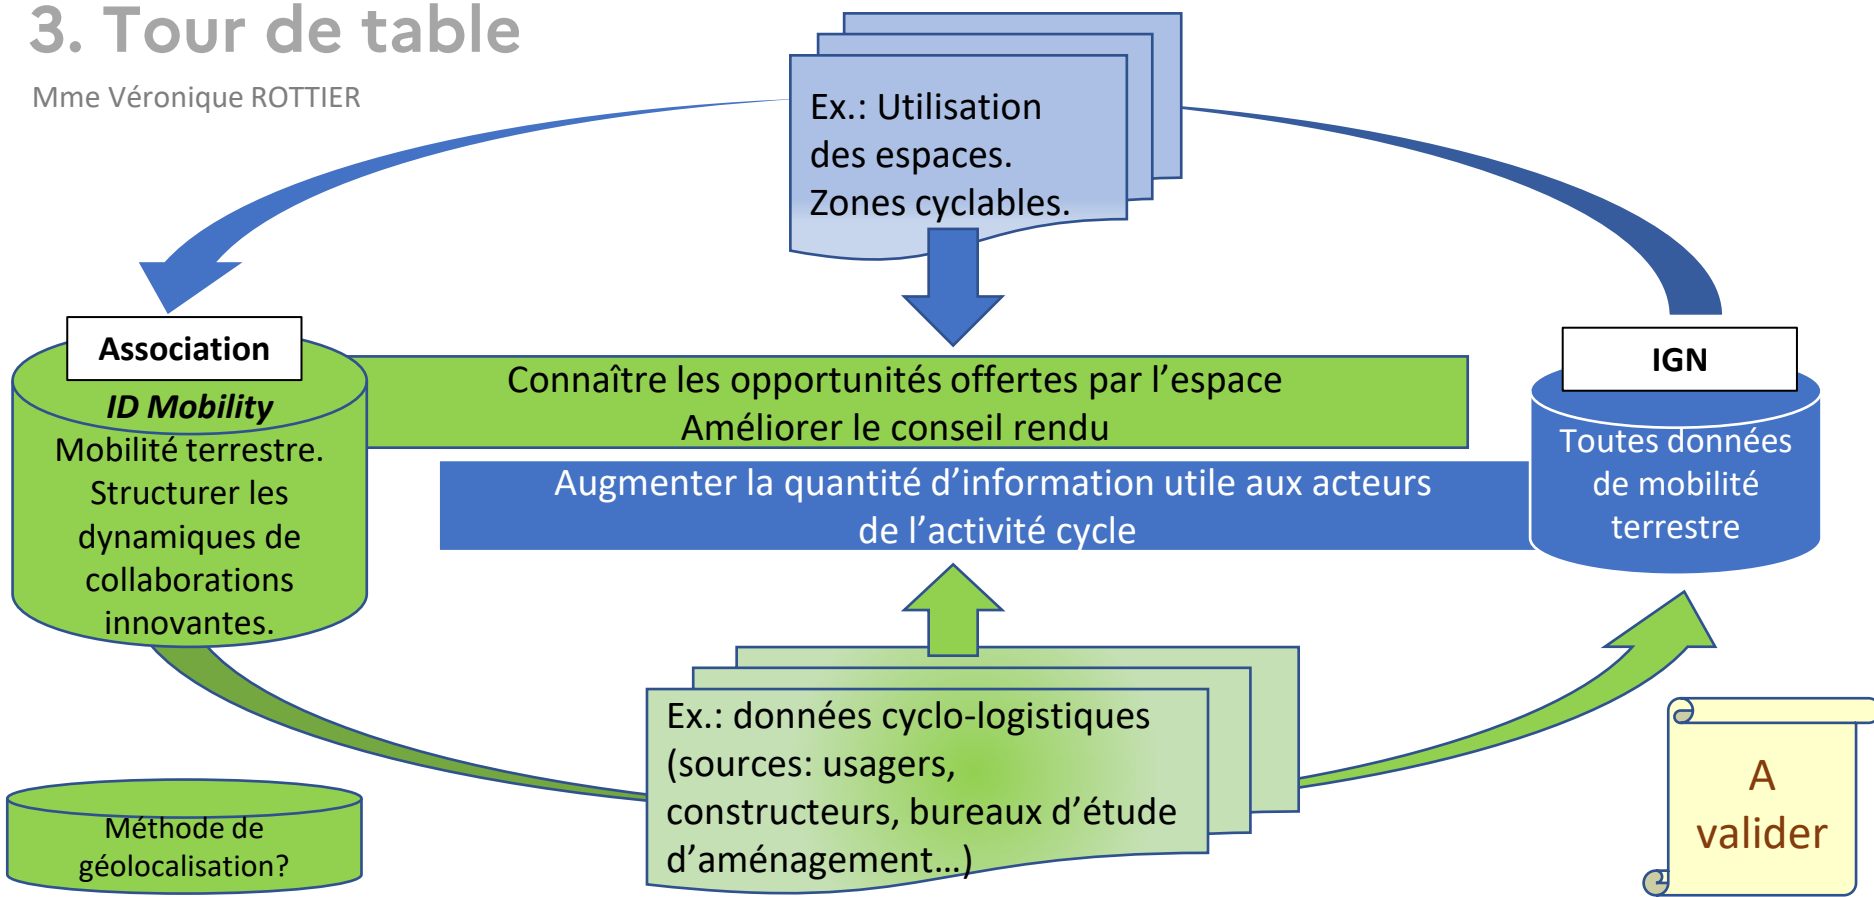 3. Tour de table
Mme Véronique ROTTIER
Ex.: Utilisation
des espaces.
Zones cyclables.
Association
ID Mobility
Mobilité terrestre.
Structurer les
dynamiques de
collaborations
innovantes.
Connaître les opportunités offertes par l’espace
Améliorer le conseil rendu
Augmenter la quantité d’information utile aux acteurs
de l’activité cycle
IGN
Toutes données
de mobilité
terrestre
Ex.: données cyclo-logistiques
(sources: usagers,
constructeurs, bureaux d’étude
d’aménagement…)
Méthode de
géolocalisation?
A
valider